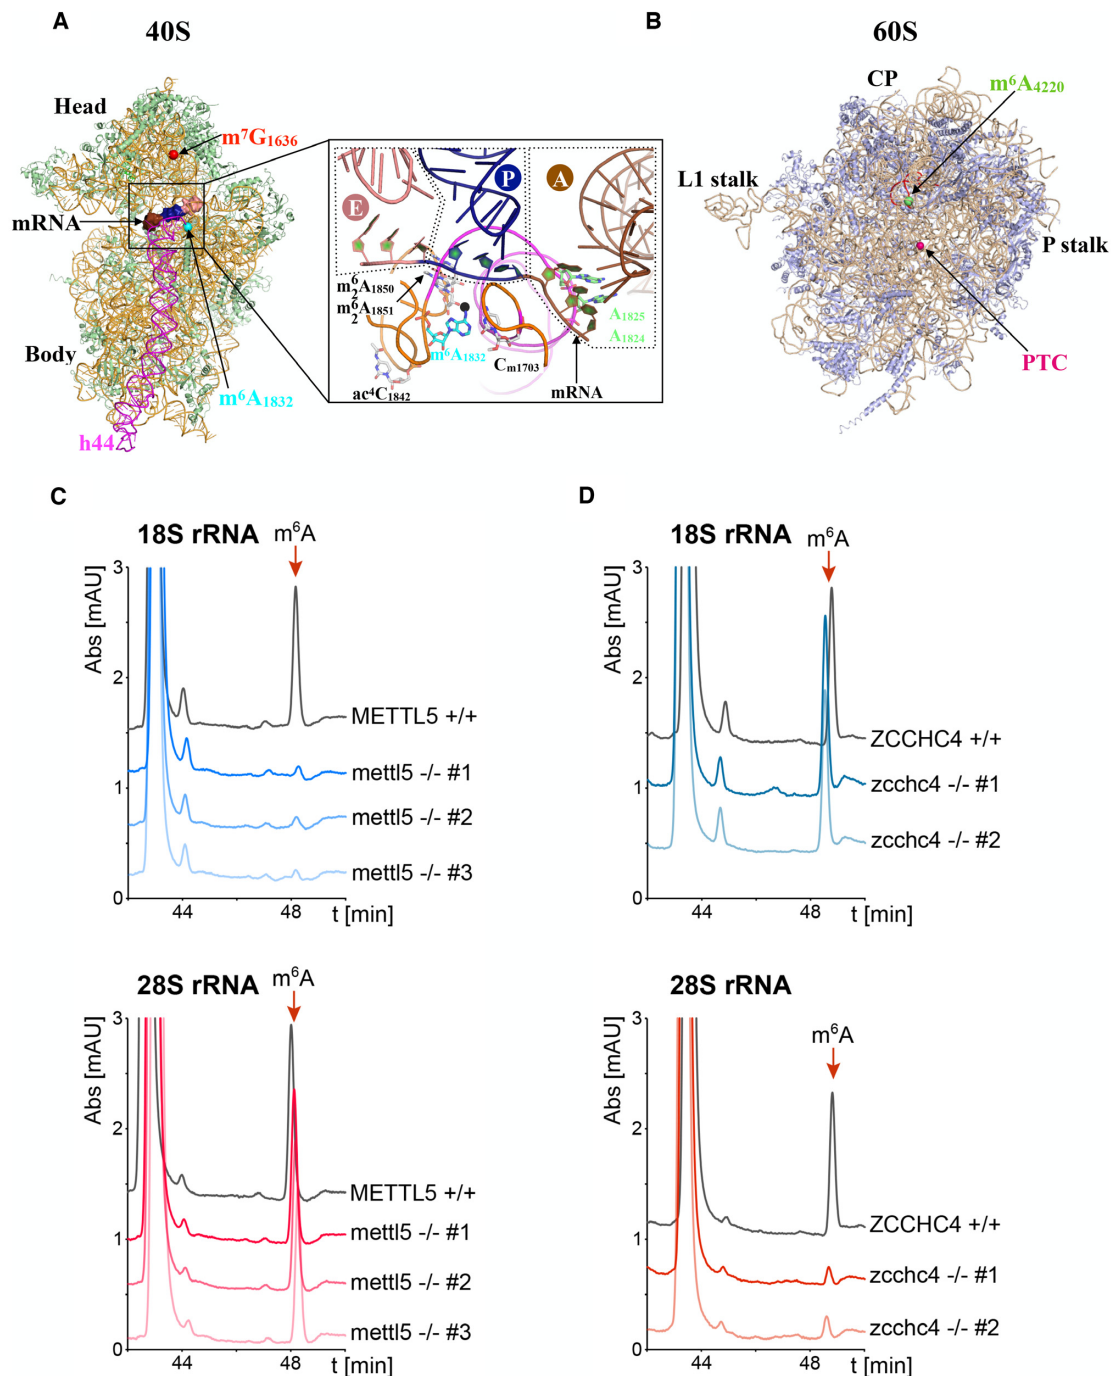 A
40S
Head
m⁷G₁₆₃₆
mRNA
Body
m⁶A₁₈₃₂
h44
E
P
A
m⁶₂A₁₈₅₀
m⁶₂A₁₈₅₁
m⁶A₁₈₃₂
ac⁴C₁₈₄₂
Cm₁₇₀₃
A₁₈₂₅
A₁₈₂₄
mRNA
B
60S
CP
m⁶A₄₂₂₀
L1 stalk
P stalk
PTC
C
18S rRNA
m⁶A
Abs [mAU]
3
2
1
0
METTL5 +/+
mettl5 -/- #1
mettl5 -/- #2
mettl5 -/- #3
44
48
t [min]
28S rRNA
m⁶A
Abs [mAU]
3
2
1
0
METTL5 +/+
mettl5 -/- #1
mettl5 -/- #2
mettl5 -/- #3
44
48
t [min]
D
18S rRNA
m⁶A
Abs [mAU]
3
2
1
0
ZCCHC4 +/+
zcchc4 -/- #1
zcchc4 -/- #2
44
48
t [min]
28S rRNA
m⁶A
Abs [mAU]
3
2
1
0
ZCCHC4 +/+
zcchc4 -/- #1
zcchc4 -/- #2
44
48
t [min]